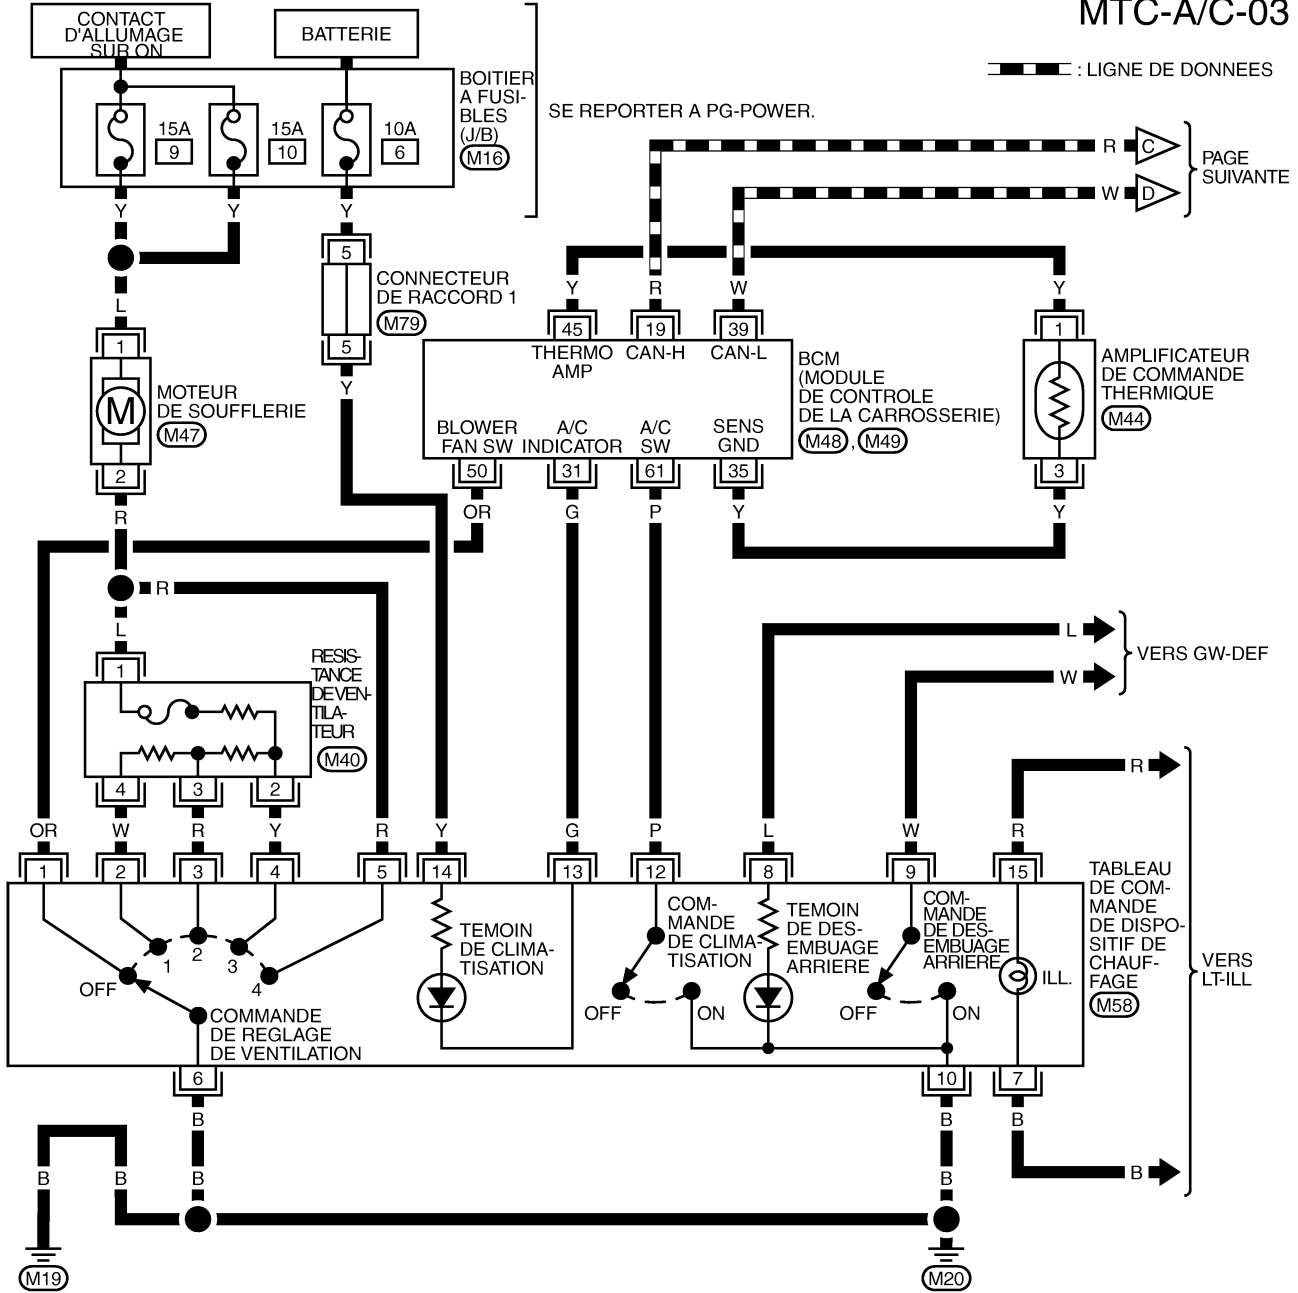 MTC-A/C-03
CONTACT
D'ALLUMAGE
SUR ON
BATTERIE
: LIGNE DE DONNEES
BOITIER
A FUSI-
BLES
(J/B)
M16
15A
9
15A
10
10A
6
SE REPORTER A PG-POWER.
R
C
W
D
PAGE
SUIVANTE
Y
Y
Y
5
CONNECTEUR
DE RACCORD 1
M79
5
Y
L
1
M
MOTEUR
DE SOUFFLERIE
M47
2
R
Y
R
W
Y
45
19
39
1
THERMO
AMP
CAN-H
CAN-L
BCM
(MODULE
DE CONTROLE
DE LA CARROSSERIE)
M48 , M49
AMPLIFICATEUR
DE COMMANDE
THERMIQUE
M44
BLOWER
FAN SW
A/C
INDICATOR
A/C
SW
SENS
GND
50
31
61
35
3
OR
G
P
Y
Y
R
L
L
W
VERS GW-DEF
1
RESIS-
TANCE
DE VEN-
TILA-
TEUR
M40
4
3
2
R
OR
W
R
Y
R
Y
G
P
L
W
R
1
2
3
4
5
14
13
12
8
9
15
TABLEAU
DE COM-
MANDE
DE DISPO-
SITIF DE
CHAUF-
FAGE
M58
VERS
LT-ILL
OFF
1
2
3
4
COMMANDE
DE REGLAGE
DE VENTILATION
TEMOIN
DE CLIMA-
TISATION
COM-
MANDE
DE CLIMA-
TISATION
OFF
ON
TEMOIN
DE DES-
EMBUAGE
ARRIERE
COM-
MANDE
DE DES-
EMBUAGE
ARRIERE
OFF
ON
ILL.
6
10
7
B
B
B
B
B
B
B
B
M19
M20